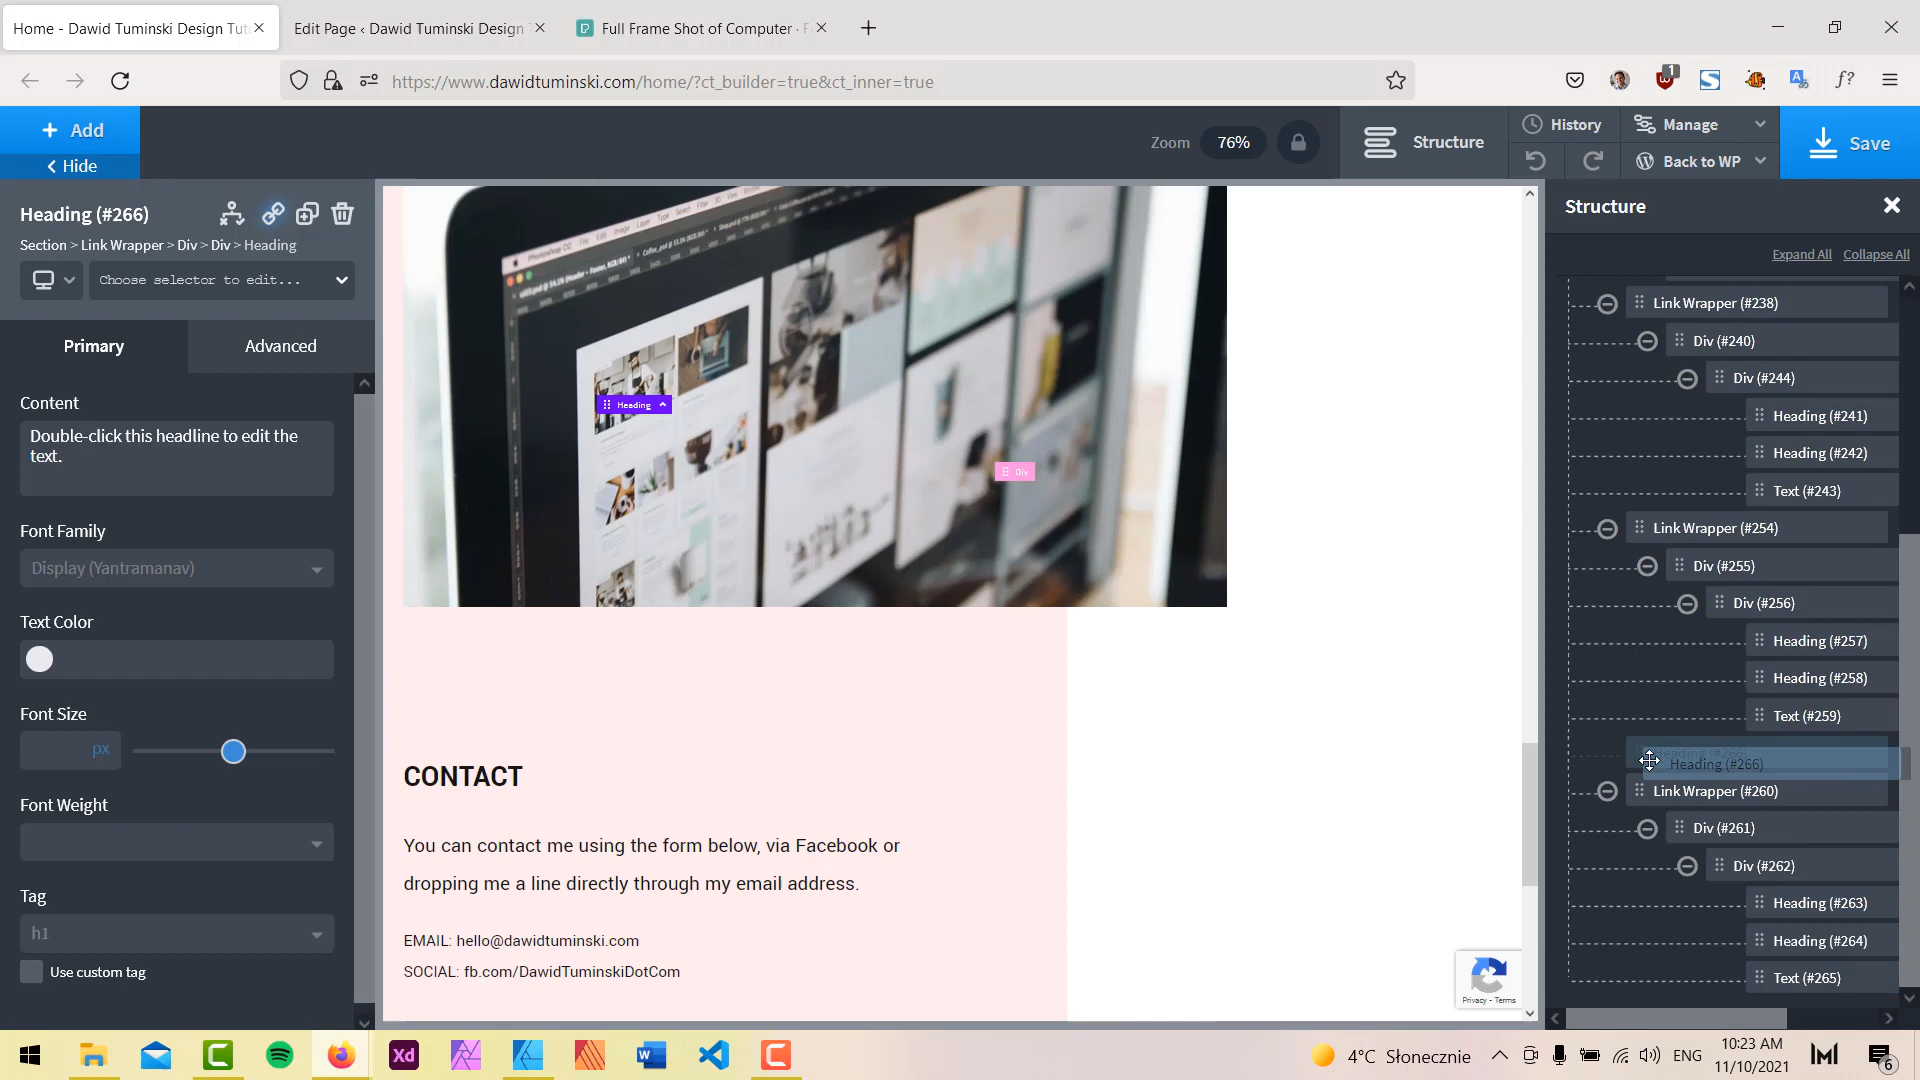 Home - Dawid Tuminski Design Tut
Edit Page ‹ Dawid Tuminski Design
Full Frame Shot of Computer · F
https://www.dawidtuminski.com/home/?ct_builder=true&ct_inner=true
1
f?
Add
Hide
Zoom
76%
Structure
History
Manage
Back to WP
Save
Heading (#266)
Section > Link Wrapper > Div > Div > Heading
Choose selector to edit...
Primary
Advanced
Content
Double-click this headline to edit the
text.
Font Family
Display (Yantramanav)
Text Color
Font Size
px
Font Weight
Tag
h1
Use custom tag
Heading
Div
CONTACT
You can contact me using the form below, via Facebook or
dropping me a line directly through my email address.
EMAIL: hello@dawidtuminski.com
SOCIAL: fb.com/DawidTuminskiDotCom
Privacy - Terms
Structure
Expand All
Collapse All
Link Wrapper (#238)
Div (#240)
Div (#244)
Heading (#241)
Heading (#242)
Text (#243)
Link Wrapper (#254)
Div (#255)
Div (#256)
Heading (#257)
Heading (#258)
Text (#259)
Heading (#266)
Heading (#266)
Link Wrapper (#260)
Div (#261)
Div (#262)
Heading (#263)
Heading (#264)
Text (#265)
Xd
W
4°C Słonecznie
ENG
10:23 AM
11/10/2021
6